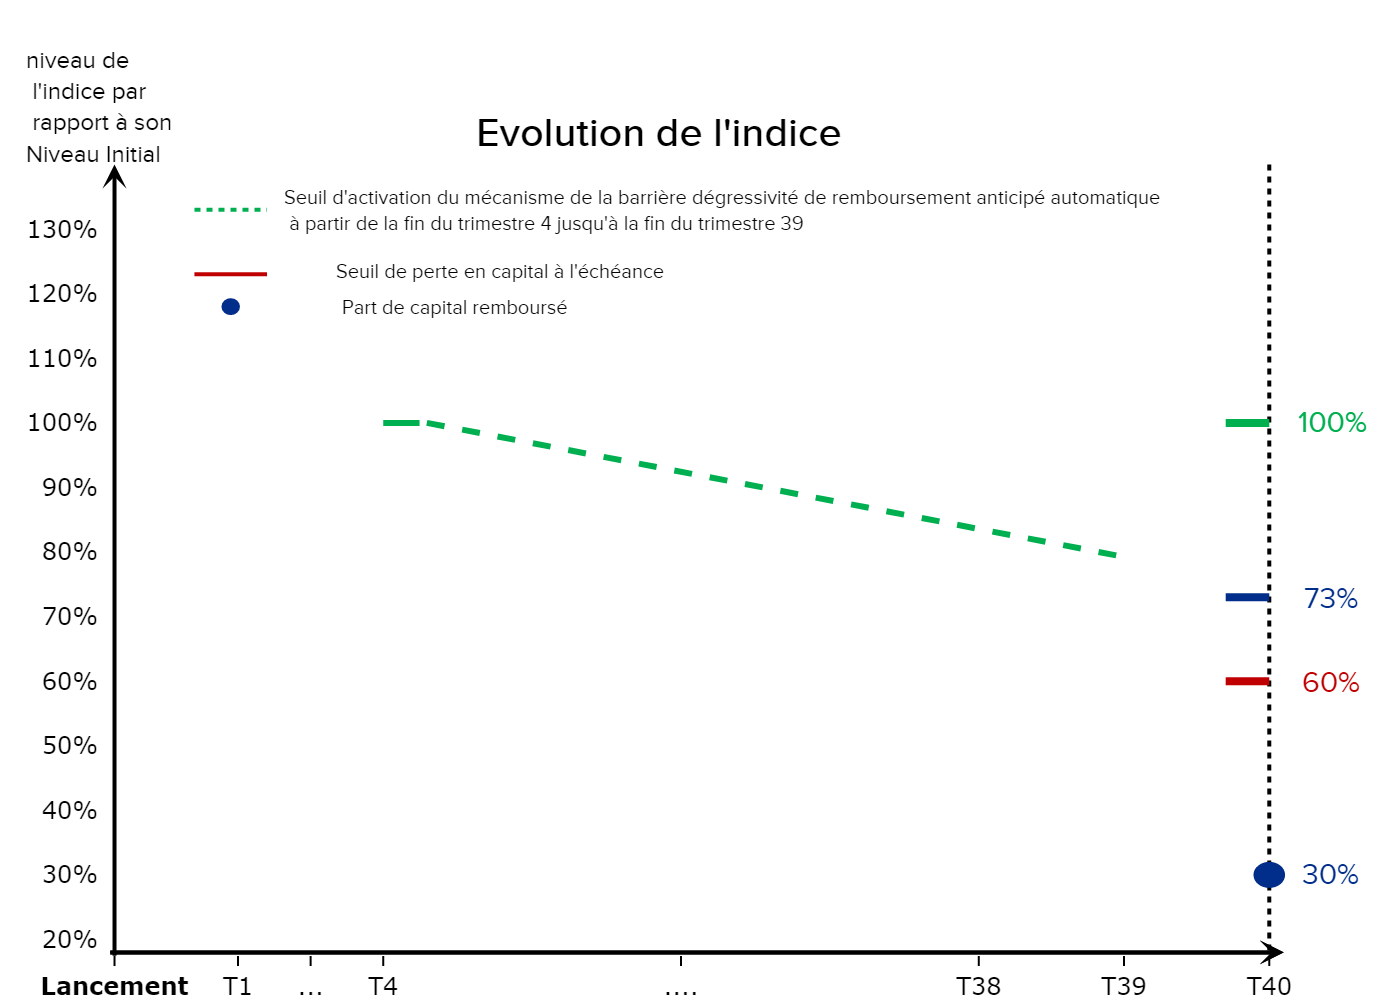 niveau de
l'indice par
rapport à son
Niveau Initial
Evolution de l'indice
Seuil d'activation du mécanisme de la barrière dégressivité de remboursement anticipé automatique
à partir de la fin du trimestre 4 jusqu'à la fin du trimestre 39
Seuil de perte en capital à l'échéance
Part de capital remboursé
130%
120%
110%
100%
90%
80%
70%
60%
50%
40%
30%
20%
100%
73%
60%
30%
Lancement T1 ... T4 .... T38 T39 T40